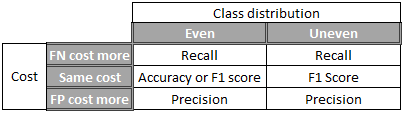 Class distribution
Even Uneven
FN cost more Recall Recall
Cost Same cost Accuracy or F1 score F1 Score
FP cost more Precision Precision